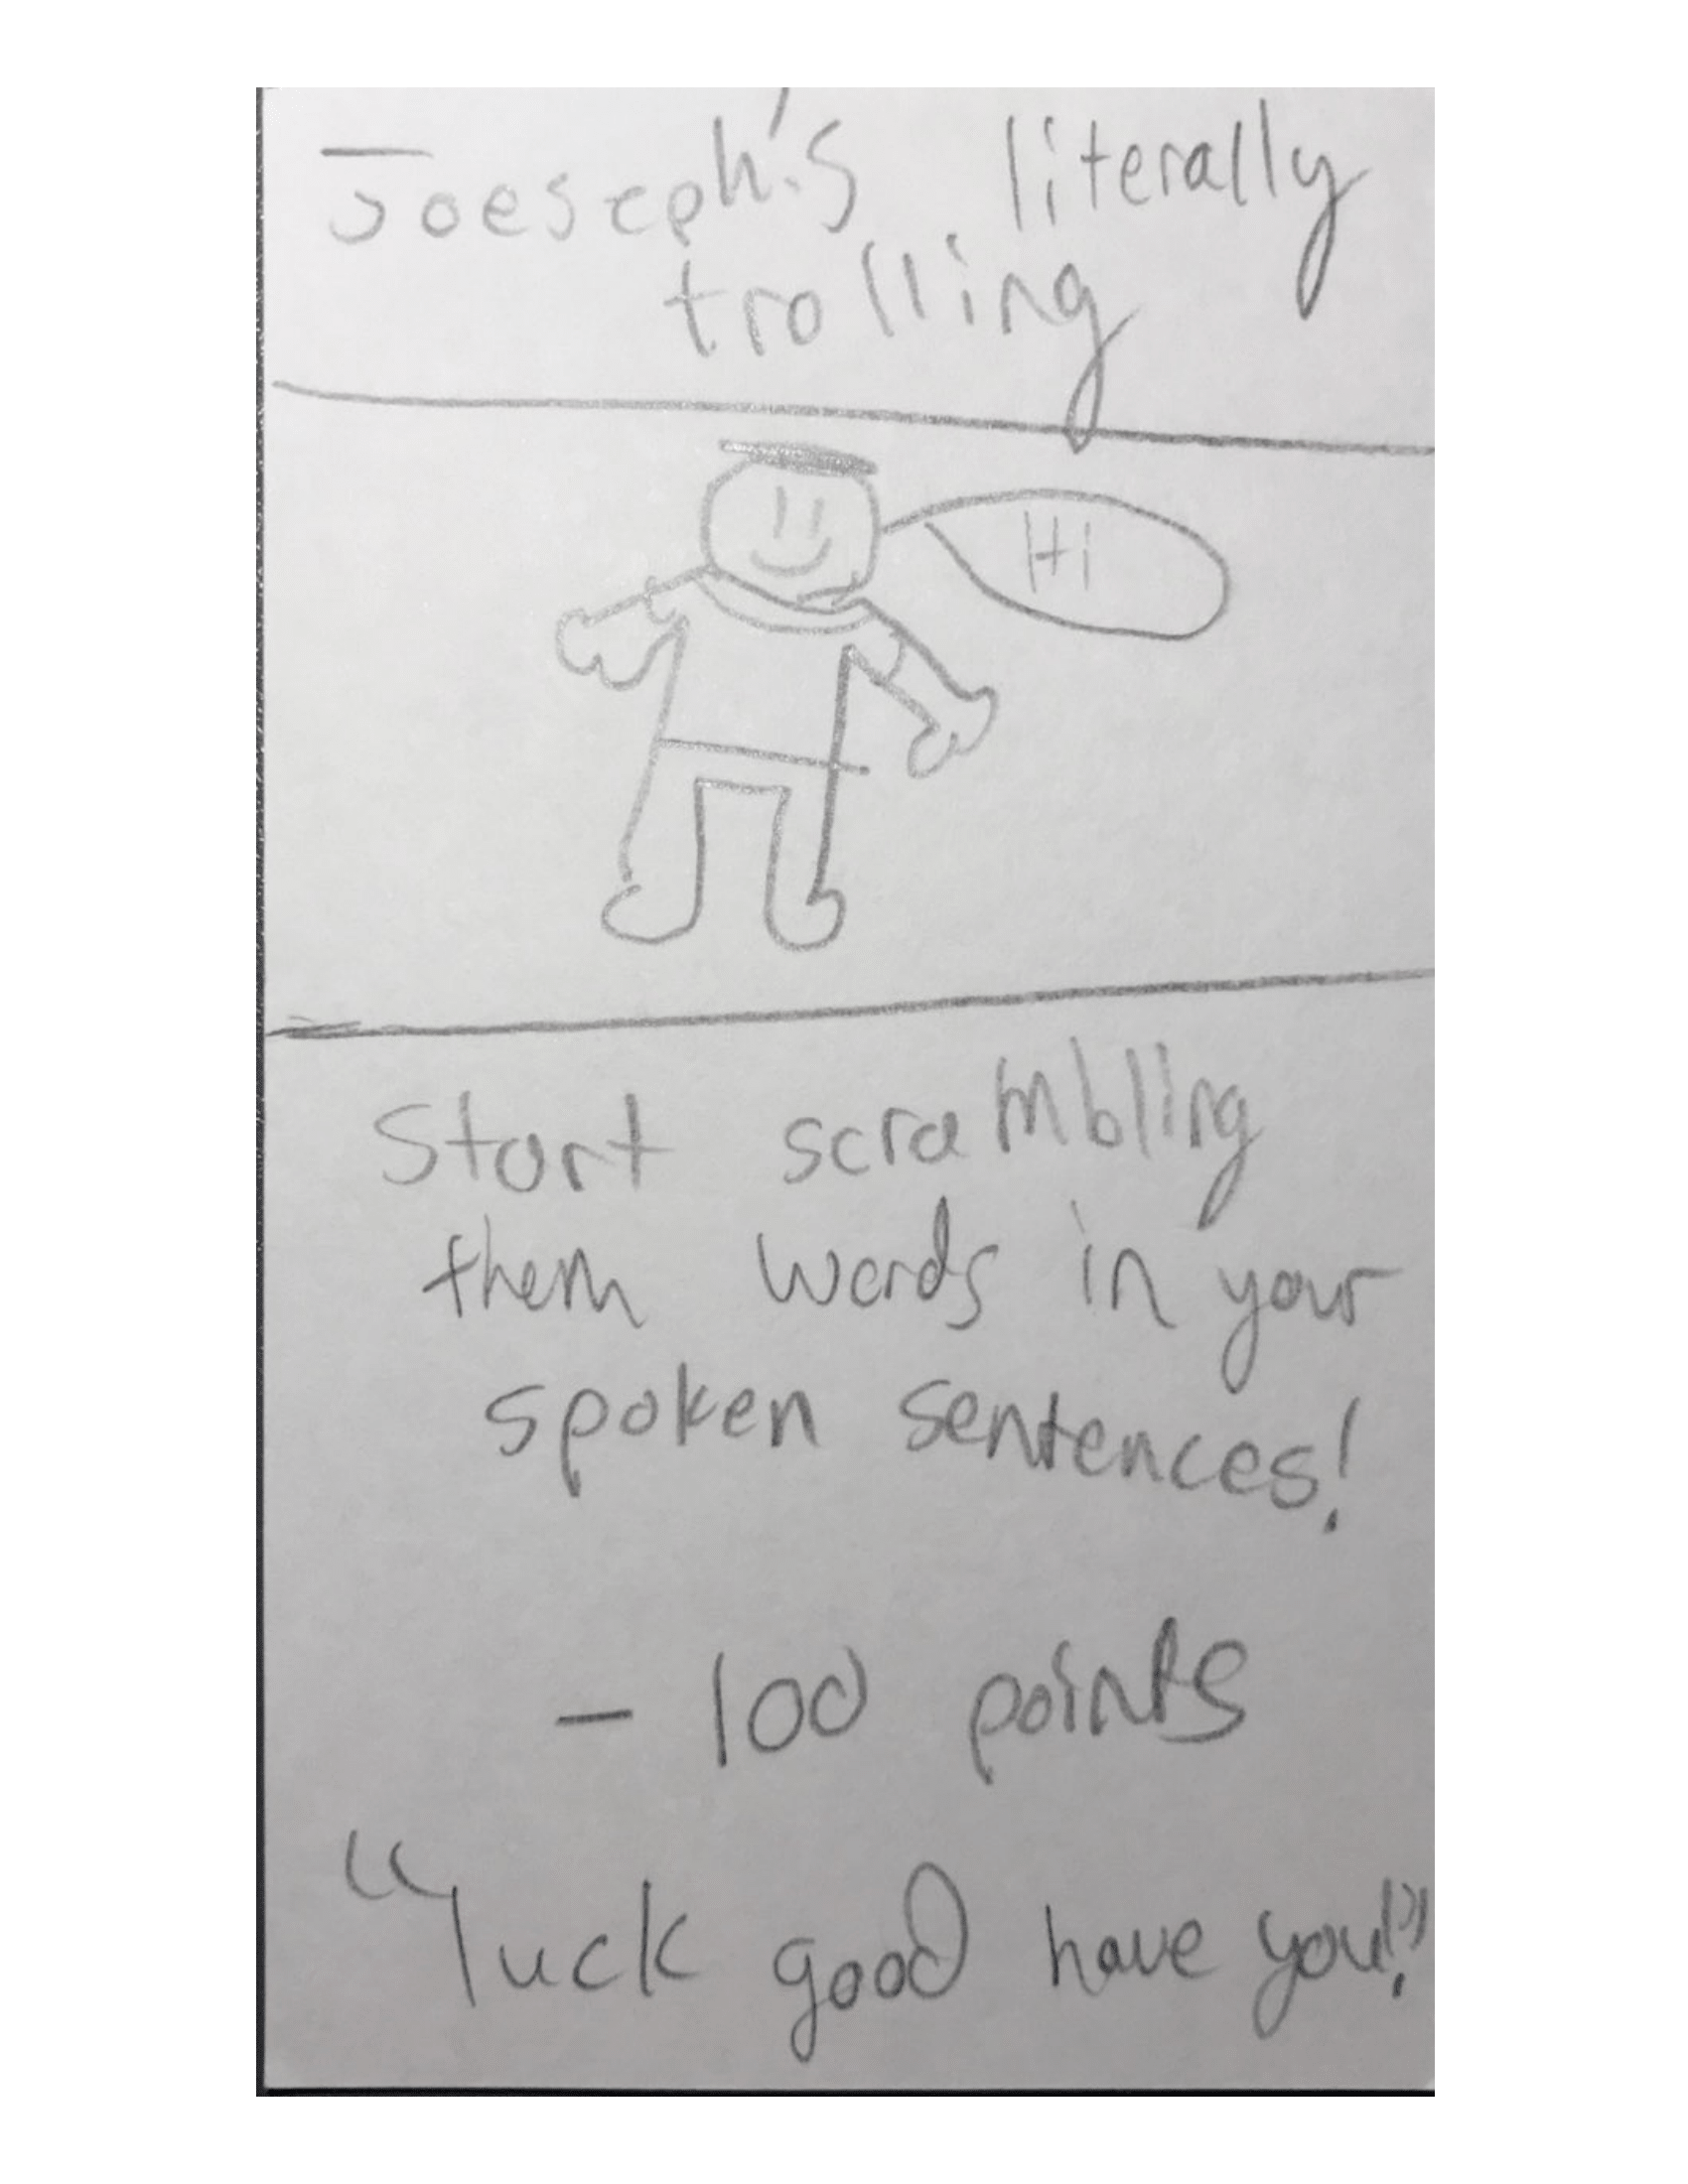 Joeseph's literally
trolling
Hi
Start scrambling
them words in your
spoken sentences!
- 100 points
"luck good have you!"